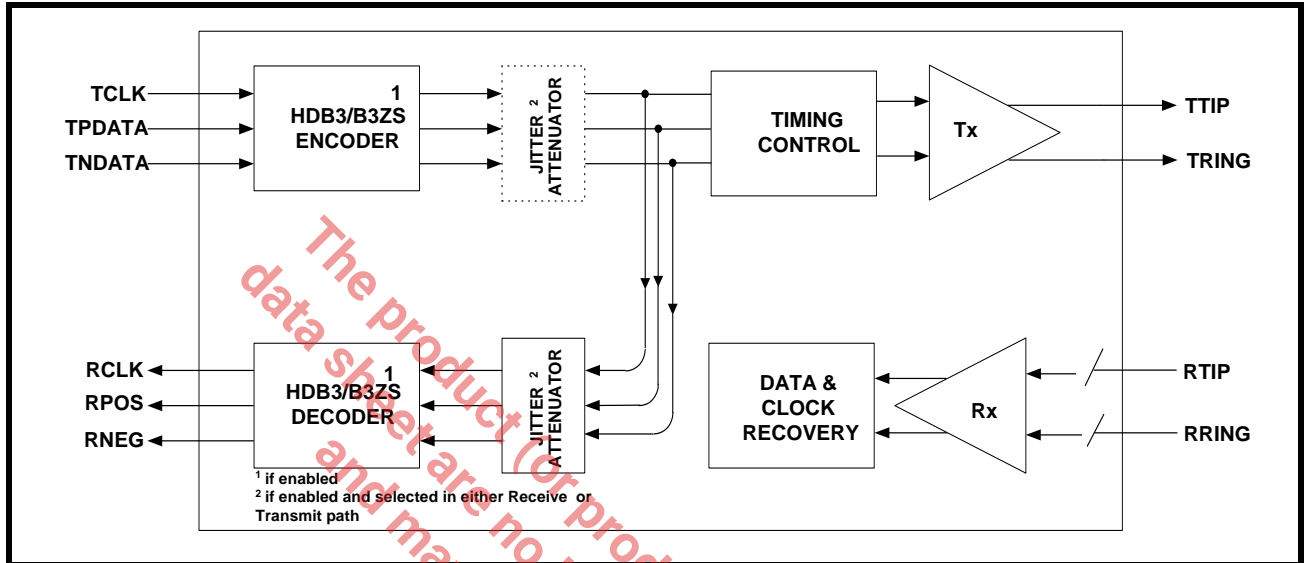 TCLK
TPDATA
TNDATA
1
HDB3/B3ZS
ENCODER
JITTER 2
ATTENUATOR
TIMING
CONTROL
Tx
TTIP
TRING
RCLK
RPOS
RNEG
1
HDB3/B3ZS
DECODER
JITTER 2
ATTENUATOR
DATA &
CLOCK
RECOVERY
Rx
RTIP
RRING
1 if enabled
2 if enabled and selected in either Receive or
Transmit path
The product (or prod
data sheet are no
and ma